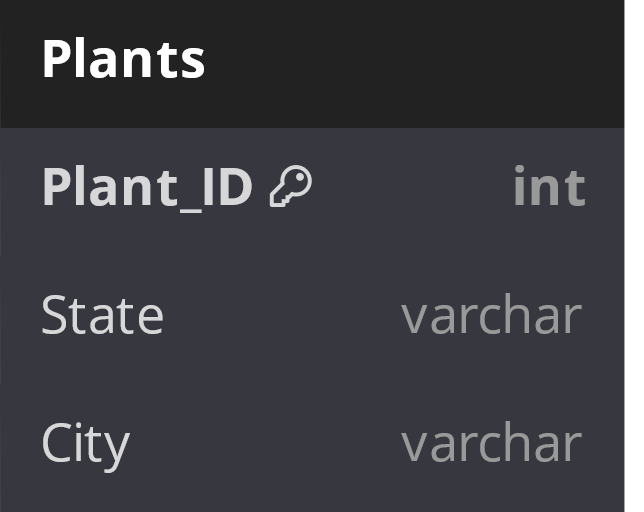 Plants
Plant_ID int
State varchar
City varchar